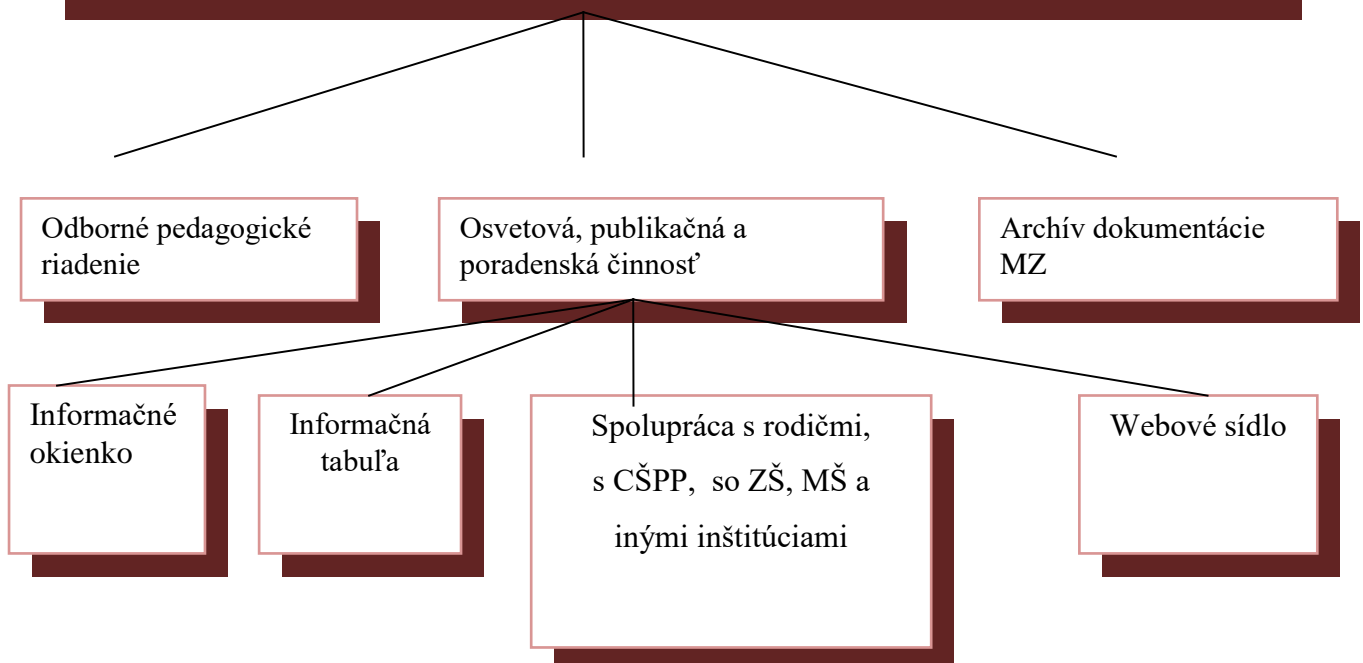 Odborné pedagogické
riadenie
Osvetová, publikačná a
poradenská činnosť
Archív dokumentácie
MZ
Informačné
okienko
Informačná
tabuľa
Spolupráca s rodičmi,
s CŠPP, so ZŠ, MŠ a
inými inštitúciami
Webové sídlo